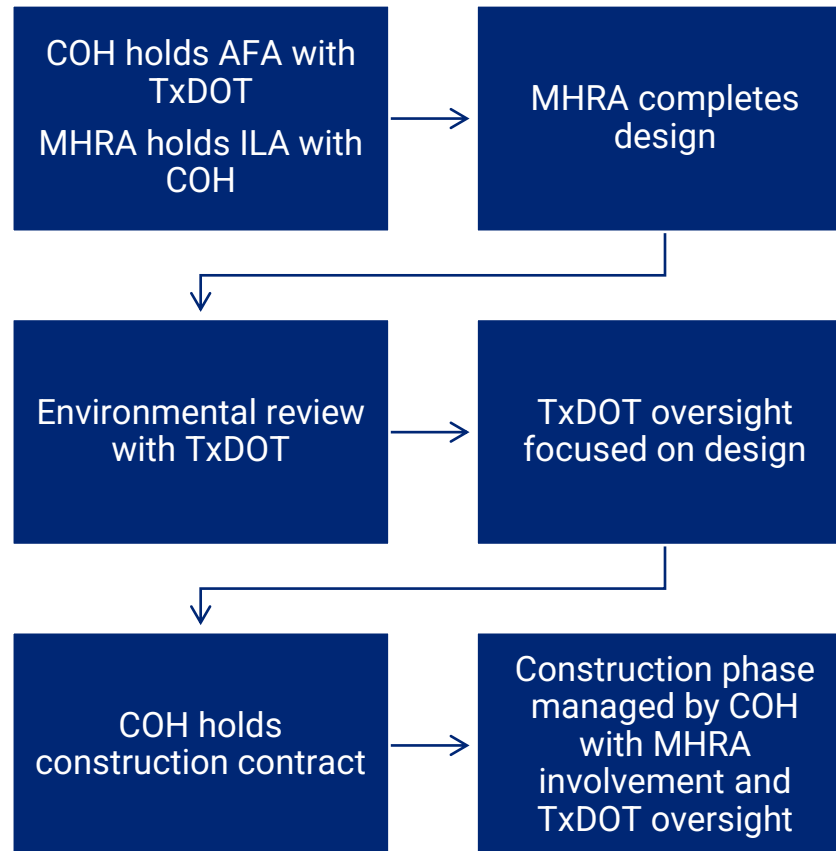 COH holds AFA with
TxDOT
MHRA holds ILA with
COH
MHRA completes
design
Environmental review
with TxDOT
TxDOT oversight
focused on design
COH holds
construction contract
Construction phase
managed by COH
with MHRA
involvement and
TxDOT oversight